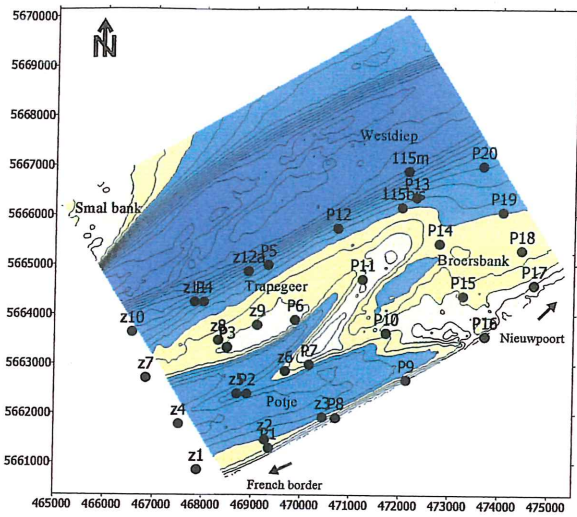 5670000
N
5669000
5668000
Westdiep
5667000
115m
P20
P13
Smal bank
5666000
115bis
P19
P12
P14
5665000
z12a P5
P18
Broersbank
P11
Trapegeer
P17
z11 P4
P15
5664000
z10
z9
P6
P10
z8
P3
P16
Nieuwpoort
5663000
z7
z6
P7
P9
z5 P2
Potje
5662000
z4
z3 P8
z2
P1
5661000
z1
French border
465000 466000 467000 468000 469000 470000 471000 472000 473000 474000 475000